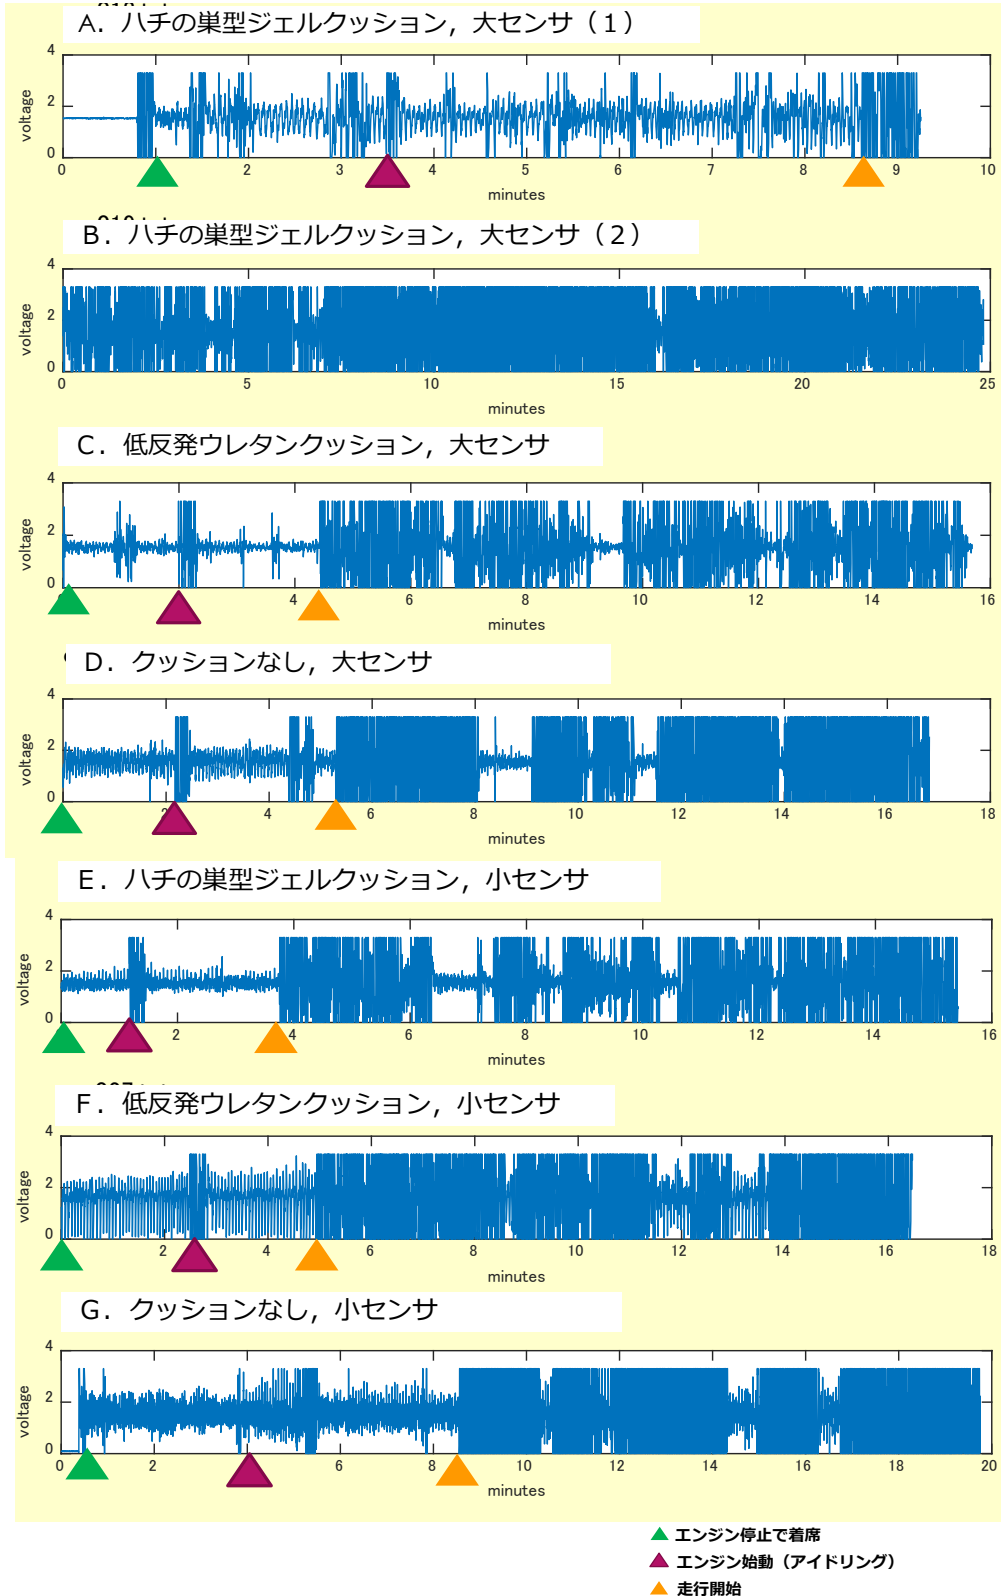 A．ハチの巣型ジェルクッション，大センサ（１）
4
2
0
voltage
0 2 3 4 5 6 7 8 9 10
minutes
B．ハチの巣型ジェルクッション，大センサ（２）
4
2
0
voltage
0 5 10 15 20 25
minutes
C．低反発ウレタンクッション，大センサ
4
2
0
voltage
4 6 8 10 12 14 16
minutes
D．クッションなし，大センサ
4
2
0
voltage
2 4 6 8 10 12 14 16 18
minutes
E．ハチの巣型ジェルクッション，小センサ
4
2
0
voltage
2 4 6 8 10 12 14 16
minutes
F．低反発ウレタンクッション，小センサ
4
2
0
voltage
2 4 6 8 10 12 14 16 18
minutes
G．クッションなし，小センサ
4
2
0
voltage
0 2 4 6 8 10 12 14 16 18 20
minutes
エンジン停止で着席
エンジン始動（アイドリング）
走行開始